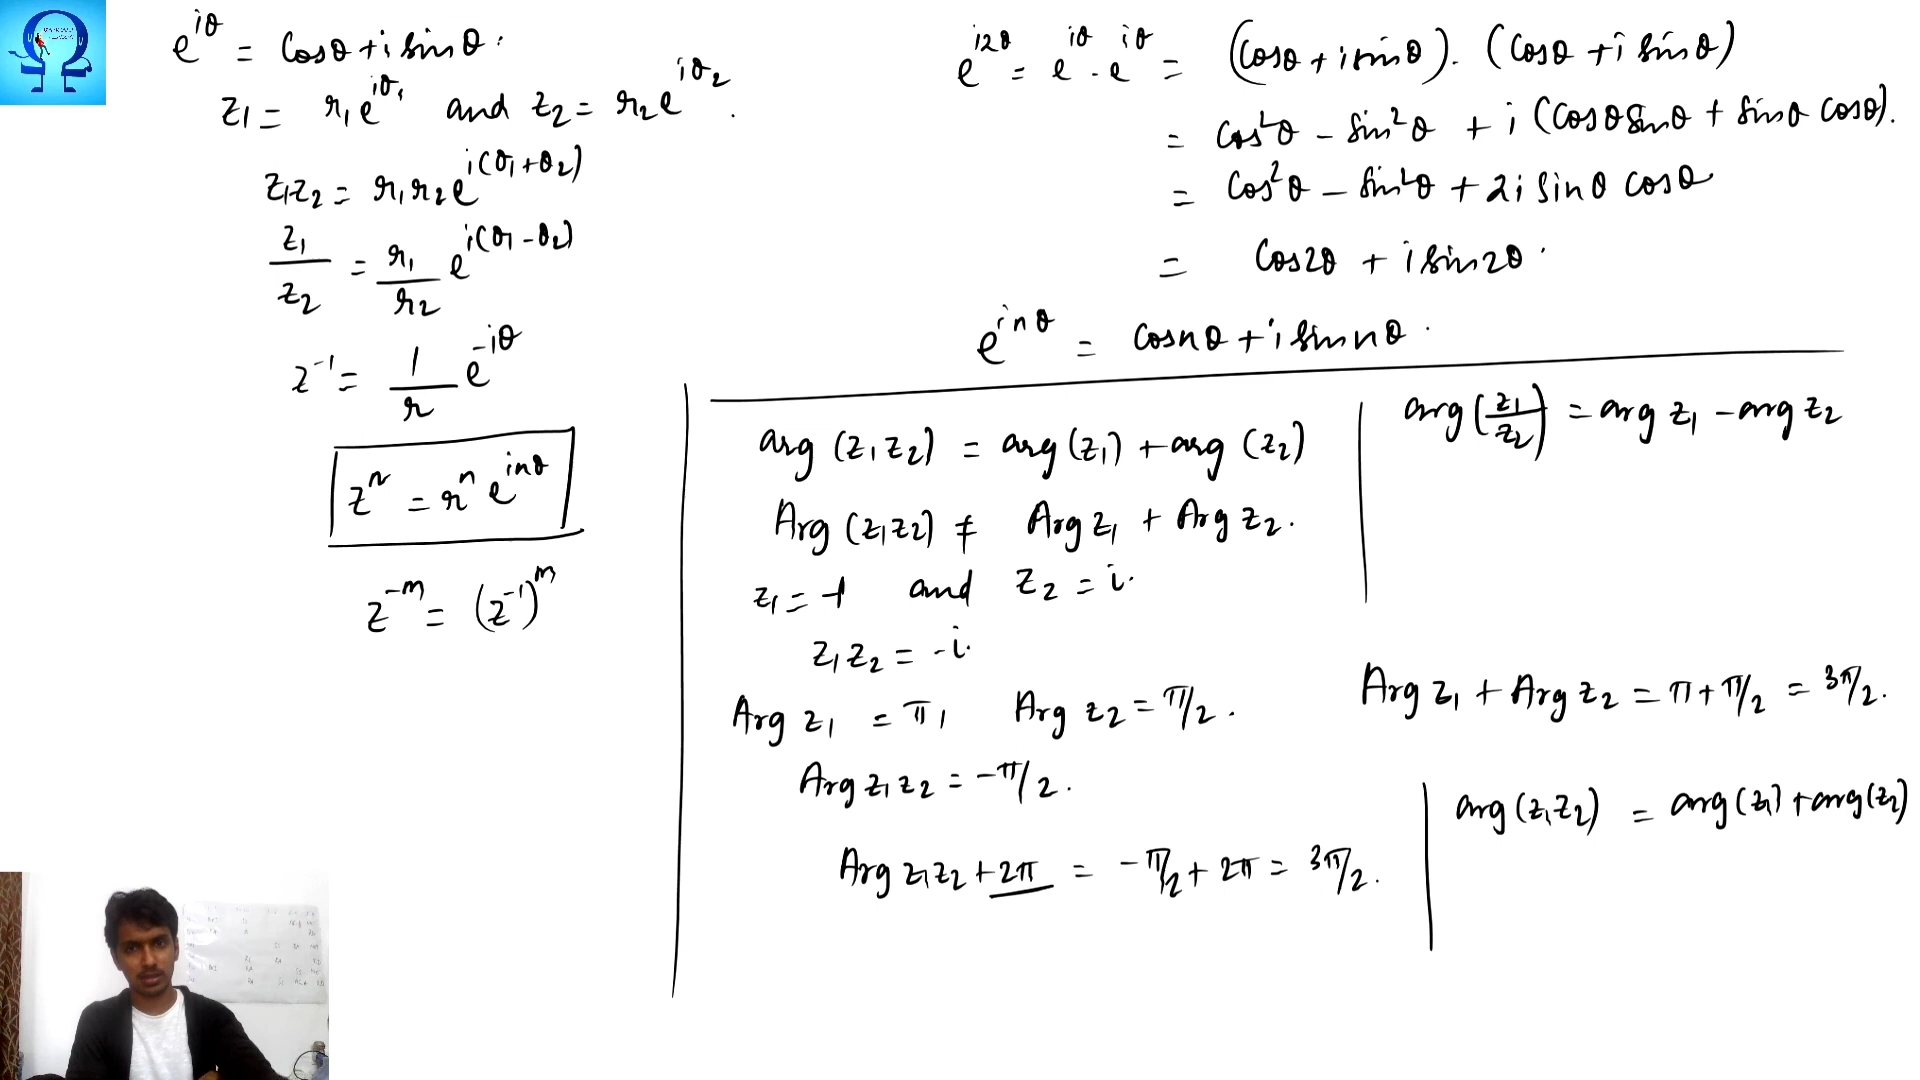 e^{iθ} = cosθ + i sinθ.
z₁ = r₁e^{iθ₁} and z₂ = r₂e^{iθ₂}.
z₁z₂ = r₁r₂e^{i(θ₁+θ₂)}
z₁/z₂ = r₁/r₂ e^{i(θ₁-θ₂)}
z⁻¹ = 1/r e^{-iθ}
zⁿ = rⁿ e^{inθ}
z^{-m} = (z⁻¹)^m
e^{i2θ} = e^{iθ} . e^{iθ} = (cosθ + i sinθ). (cosθ + i sinθ)
= cos²θ - sin²θ + i (cosθ sinθ + sinθ cosθ).
= cos²θ - sin²θ + 2i sinθ cosθ
= cos2θ + i sin2θ.
e^{inθ} = cosnθ + i sinnθ.
arg (z₁z₂) = arg (z₁) + arg (z₂)
Arg (z₁z₂) ≠ Arg z₁ + Arg z₂.
z₁ = -1 and z₂ = i.
z₁z₂ = -i.
Arg z₁ = π, Arg z₂ = π/2.
Arg z₁z₂ = -π/2.
Arg z₁z₂ + 2π = -π/2 + 2π = 3π/2.
arg (z₁/z₂) = arg z₁ - arg z₂
Arg z₁ + Arg z₂ = π + π/2 = 3π/2.
arg (z₁z₂) = arg (z₁) + arg (z₂)